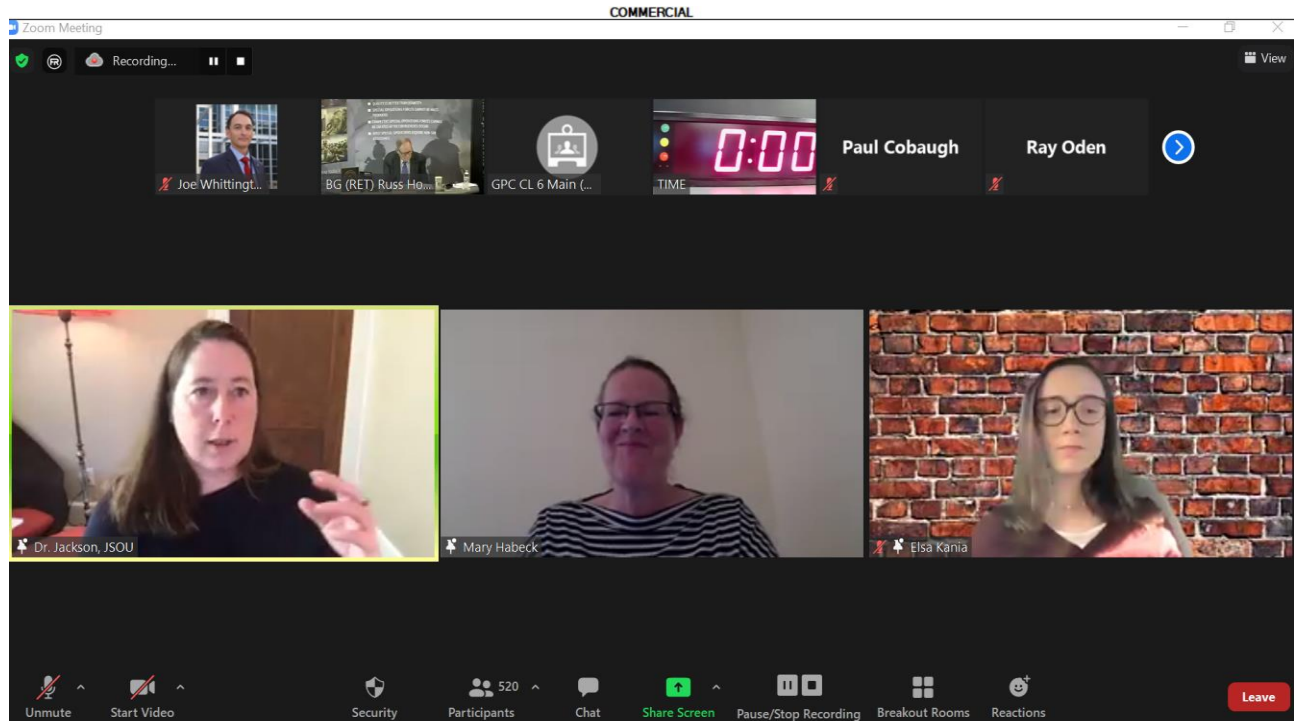 COMMERCIAL
Zoom Meeting
Recording...
View
Joe Whittingt...
BG (RET) Russ Ho...
GPC CL 6 Main (...
0:00
TIME
Paul Cobaugh
Ray Oden
Dr. Jackson, JSOU
Mary Habeck
Elsa Kania
Unmute
Start Video
Security
520
Participants
Chat
Share Screen
Pause/Stop Recording
Breakout Rooms
Reactions
Leave